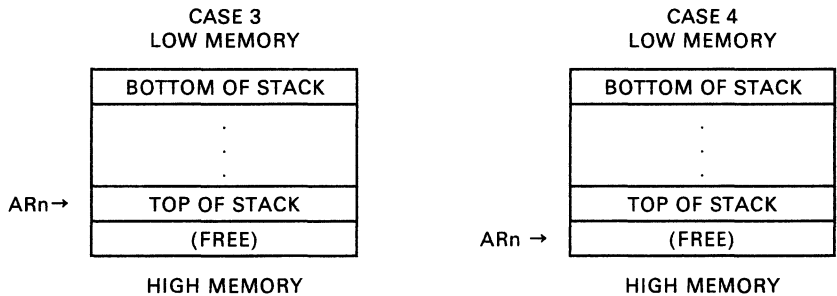 CASE 3
LOW MEMORY
BOTTOM OF STACK
.
.
.
ARn→ TOP OF STACK
(FREE)
HIGH MEMORY
CASE 4
LOW MEMORY
BOTTOM OF STACK
.
.
.
TOP OF STACK
ARn → (FREE)
HIGH MEMORY